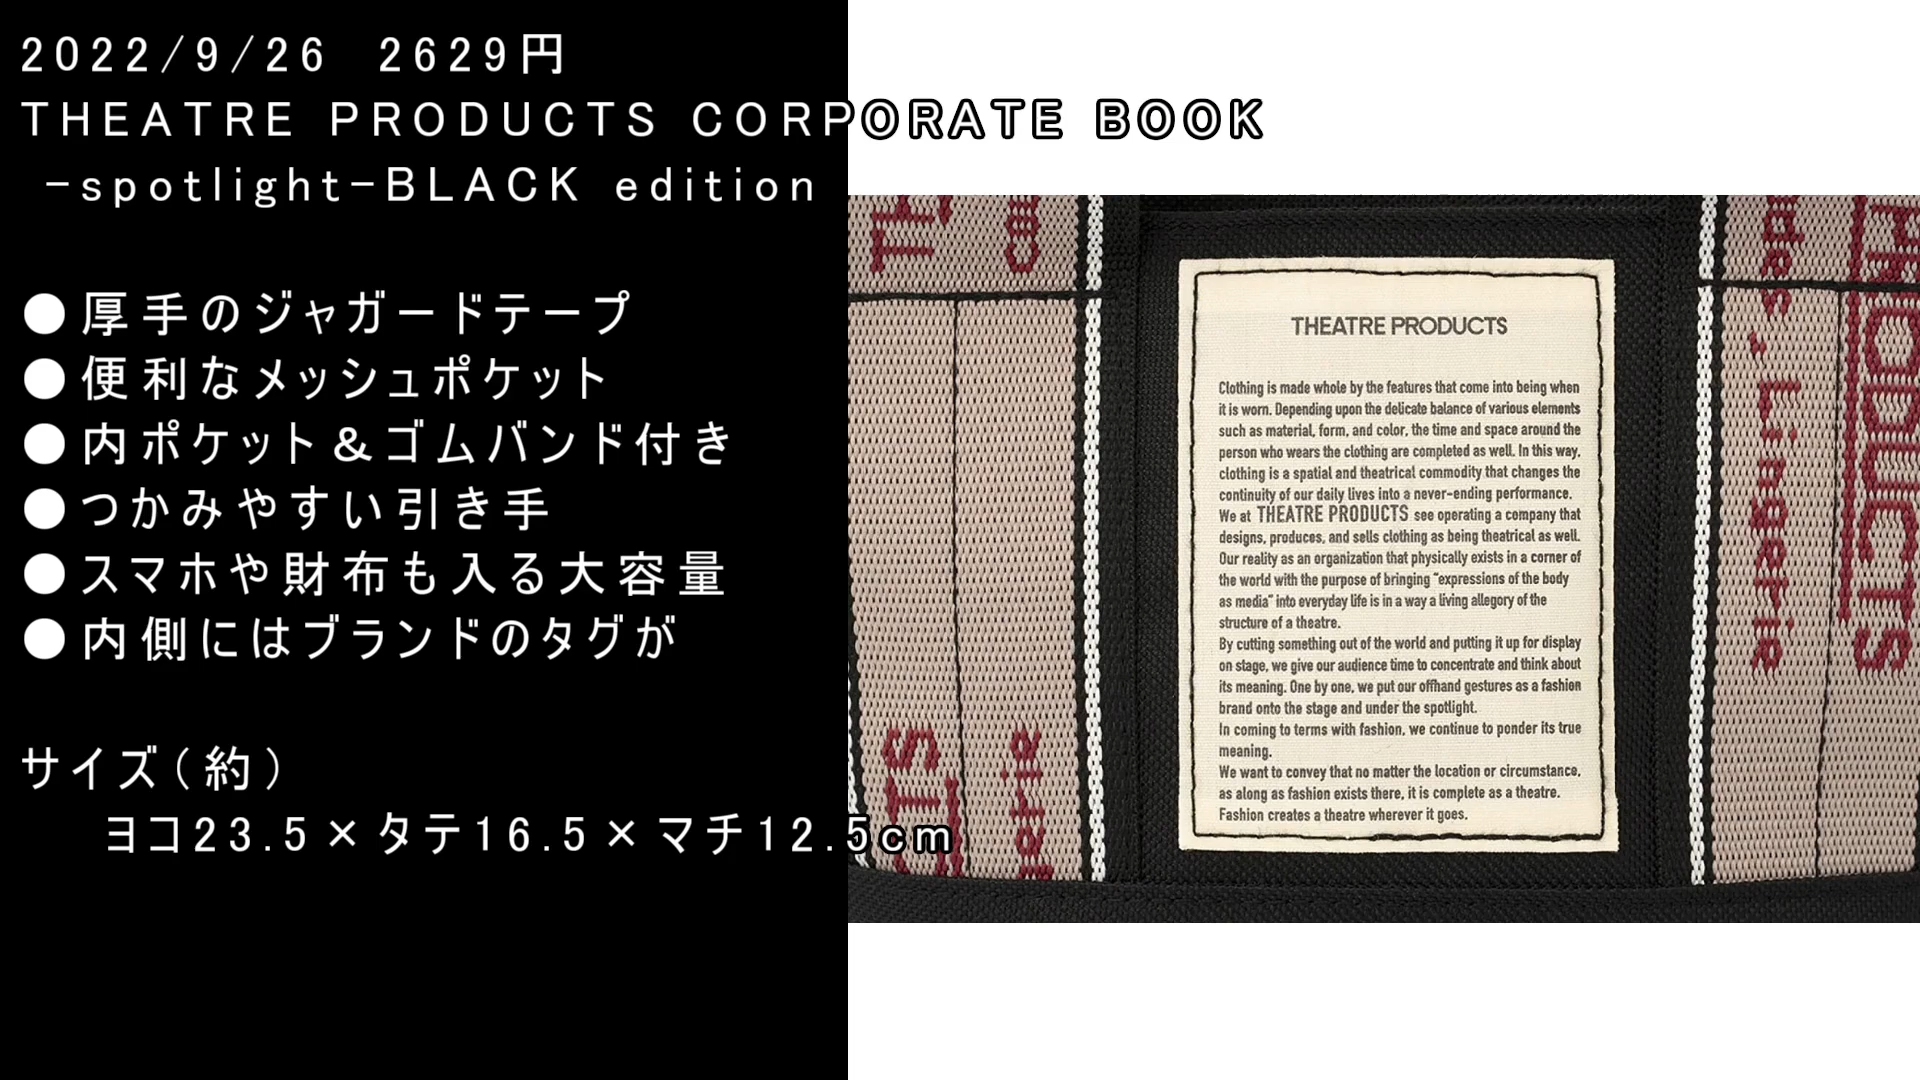 2022/9/26 2629円
THEATRE PRODUCTS CORPORATE BOOK
-spotlight-BLACK edition
●厚手のジャガードテープ
●便利なメッシュポケット
●内ポケット&ゴムバンド付き
●つかみやすい引き手
●スマホや財布も入る大容量
●内側にはブランドのタグが
サイズ(約)
ヨコ23.5×タテ16.5×マチ12.5cm
THEATRE PRODUCTS
Clothing is made whole by the features that come into being when
it is worn. Depending upon the delicate balance of various elements
such as material, form, and color, the time and space around the
person who wears the clothing are completed as well. In this way,
clothing is a spatial and theatrical commodity that changes the
continuity of our daily lives into a never-ending performance.
We at THEATRE PRODUCTS see operating a company that
designs, produces, and sells clothing as being theatrical as well.
Our reality as an organization that physically exists in a corner of
the world with the purpose of bringing "expressions of the body
as media" into everyday life is in a way a living allegory of the
structure of a theatre.
By cutting something out of the world and putting it up for display
on stage, we give our audience time to concentrate and think about
its meaning. One by one, we put our offhand gestures as a fashion
brand onto the stage and under the spotlight.
In coming to terms with fashion, we continue to ponder its true
meaning.
We want to convey that no matter the location or circumstance,
as along as fashion exists there, it is complete as a theatre.
Fashion creates a theatre wherever it goes.